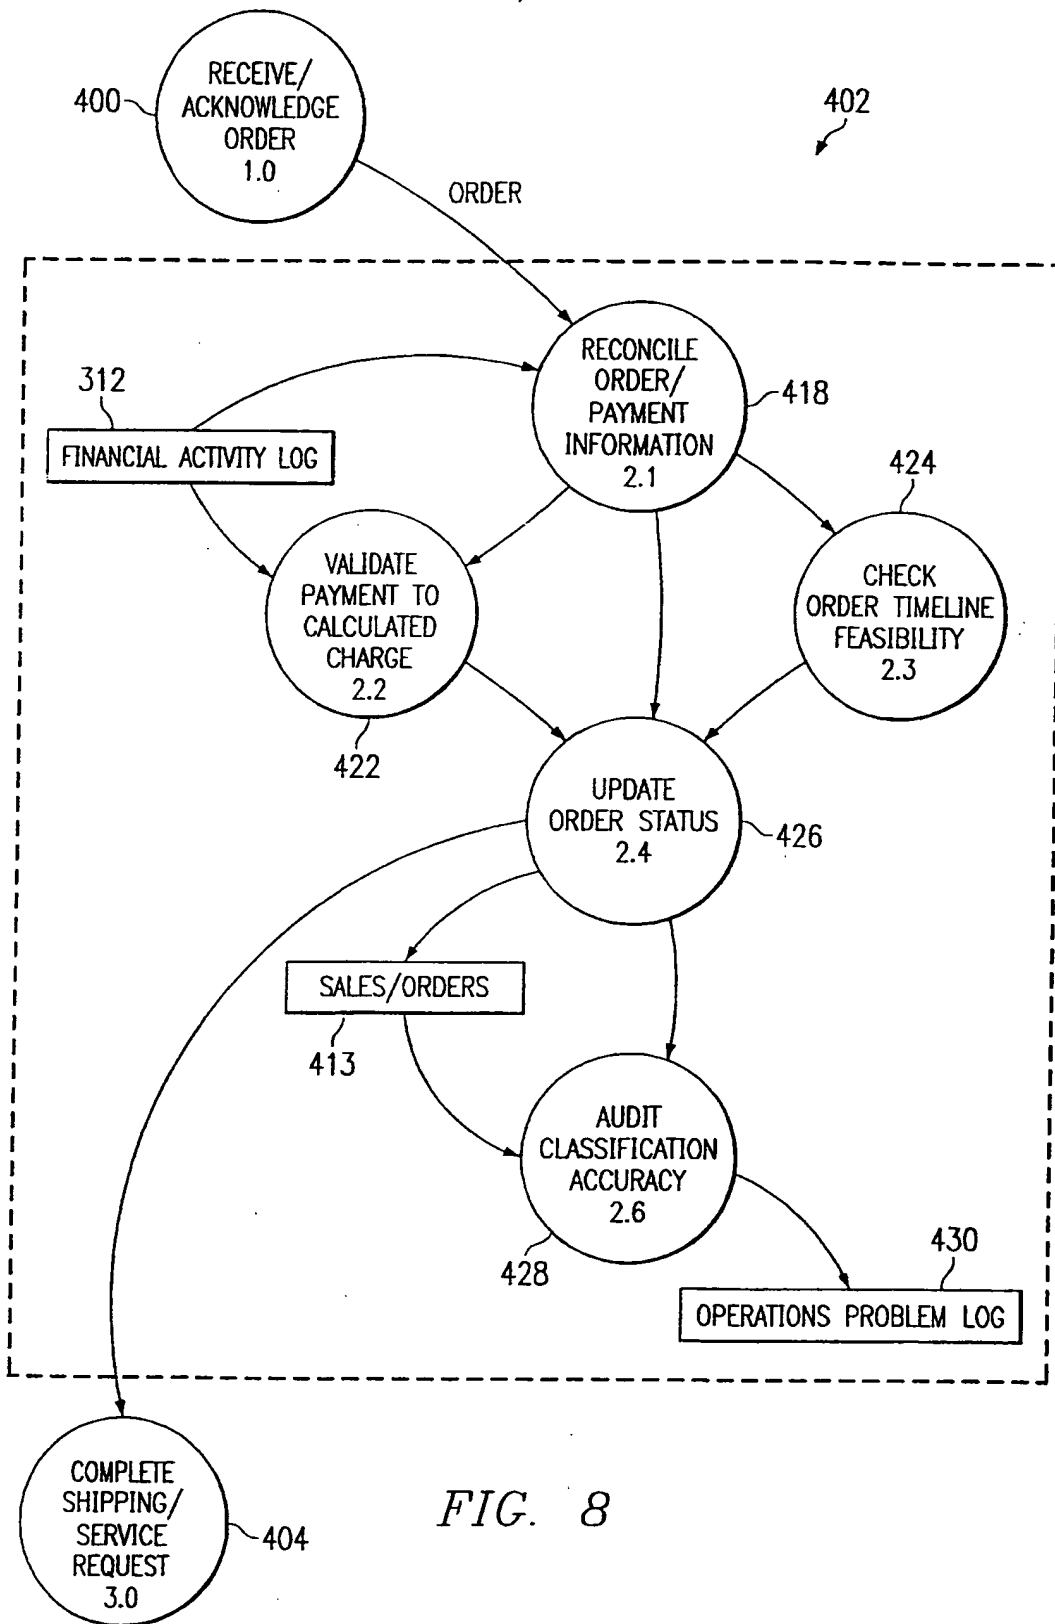 RECEIVE/
ACKNOWLEDGE
ORDER
1.0
400
402
ORDER
RECONCILE
ORDER/
PAYMENT
INFORMATION
2.1
418
312
FINANCIAL ACTIVITY LOG
424
VALIDATE
PAYMENT TO
CALCULATED
CHARGE
2.2
422
CHECK
ORDER TIMELINE
FEASIBILITY
2.3
UPDATE
ORDER STATUS
2.4
426
SALES/ORDERS
413
AUDIT
CLASSIFICATION
ACCURACY
2.6
428
430
OPERATIONS PROBLEM LOG
COMPLETE
SHIPPING/
SERVICE
REQUEST
3.0
404
FIG. 8